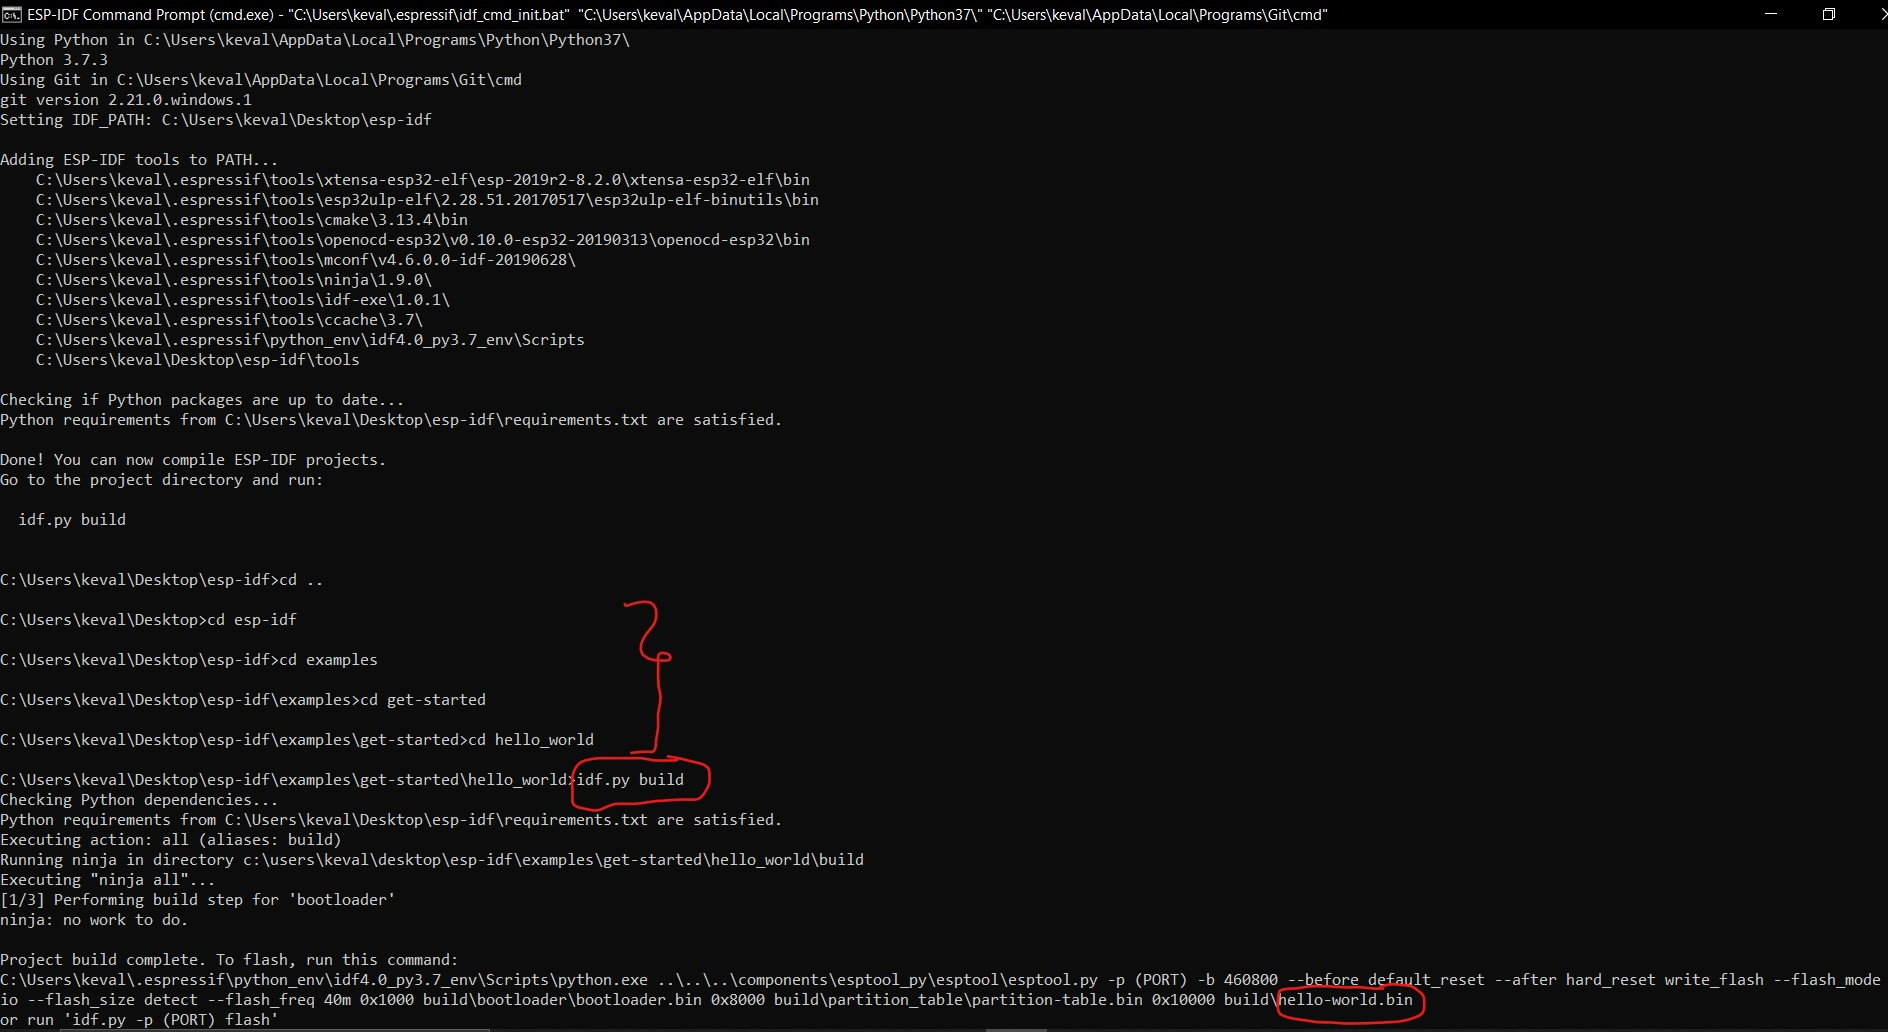 ESP-IDF Command Prompt (cmd.exe) - "C:\Users\keval\.espressif\idf_cmd_init.bat" "C:\Users\keval\AppData\Local\Programs\Python\Python37\" "C:\Users\keval\AppData\Local\Programs\Git\cmd"
Using Python in C:\Users\keval\AppData\Local\Programs\Python\Python37\
Python 3.7.3
Using Git in C:\Users\keval\AppData\Local\Programs\Git\cmd
git version 2.21.0.windows.1
Setting IDF_PATH: C:\Users\keval\Desktop\esp-idf
Adding ESP-IDF tools to PATH...
C:\Users\keval\.espressif\tools\xtensa-esp32-elf\esp-2019r2-8.2.0\xtensa-esp32-elf\bin
C:\Users\keval\.espressif\tools\esp32ulp-elf\2.28.51.20170517\esp32ulp-elf-binutils\bin
C:\Users\keval\.espressif\tools\cmake\3.13.4\bin
C:\Users\keval\.espressif\tools\openocd-esp32\v0.10.0-esp32-20190313\openocd-esp32\bin
C:\Users\keval\.espressif\tools\mconf\v4.6.0.0-idf-20190628\
C:\Users\keval\.espressif\tools\ninja\1.9.0\
C:\Users\keval\.espressif\tools\idf-exe\1.0.1\
C:\Users\keval\.espressif\tools\ccache\3.7\
C:\Users\keval\.espressif\python_env\idf4.0_py3.7_env\Scripts
C:\Users\keval\Desktop\esp-idf\tools
Checking if Python packages are up to date...
Python requirements from C:\Users\keval\Desktop\esp-idf\requirements.txt are satisfied.
Done! You can now compile ESP-IDF projects.
Go to the project directory and run:
idf.py build
C:\Users\keval\Desktop\esp-idf>cd ..
C:\Users\keval\Desktop>cd esp-idf
C:\Users\keval\Desktop\esp-idf>cd examples
C:\Users\keval\Desktop\esp-idf\examples>cd get-started
C:\Users\keval\Desktop\esp-idf\examples\get-started>cd hello_world
C:\Users\keval\Desktop\esp-idf\examples\get-started\hello_world>idf.py build
Checking Python dependencies...
Python requirements from C:\Users\keval\Desktop\esp-idf\requirements.txt are satisfied.
Executing action: all (aliases: build)
Running ninja in directory c:\users\keval\desktop\esp-idf\examples\get-started\hello_world\build
Executing "ninja all"...
[1/3] Performing build step for 'bootloader'
ninja: no work to do.
Project build complete. To flash, run this command:
C:\Users\keval\.espressif\python_env\idf4.0_py3.7_env\Scripts\python.exe ..\..\..\components\esptool_py\esptool\esptool.py -p (PORT) -b 460800 --before default_reset --after hard_reset write_flash --flash_mode
io --flash_size detect --flash_freq 40m 0x1000 build\bootloader\bootloader.bin 0x8000 build\partition_table\partition-table.bin 0x10000 build\hello-world.bin
or run 'idf.py -p (PORT) flash'